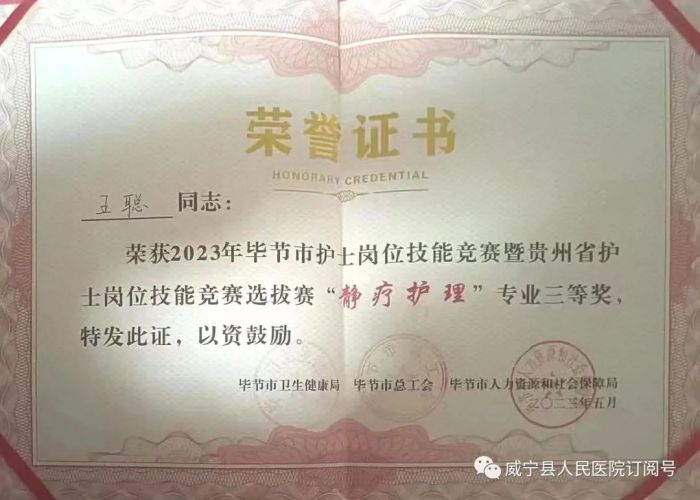 荣誉证书
HONORARY CREDENTIAL
王聪 同志：
荣获2023年毕节市护士岗位技能竞赛暨贵州省护
士岗位技能竞赛选拔赛“静疗护理”专业三等奖，
特发此证，以资鼓励。
毕节市卫生健康局 毕节市总工会 毕节市人力资源和社会保障局
二〇二三年五月
威宁县人民医院订阅号